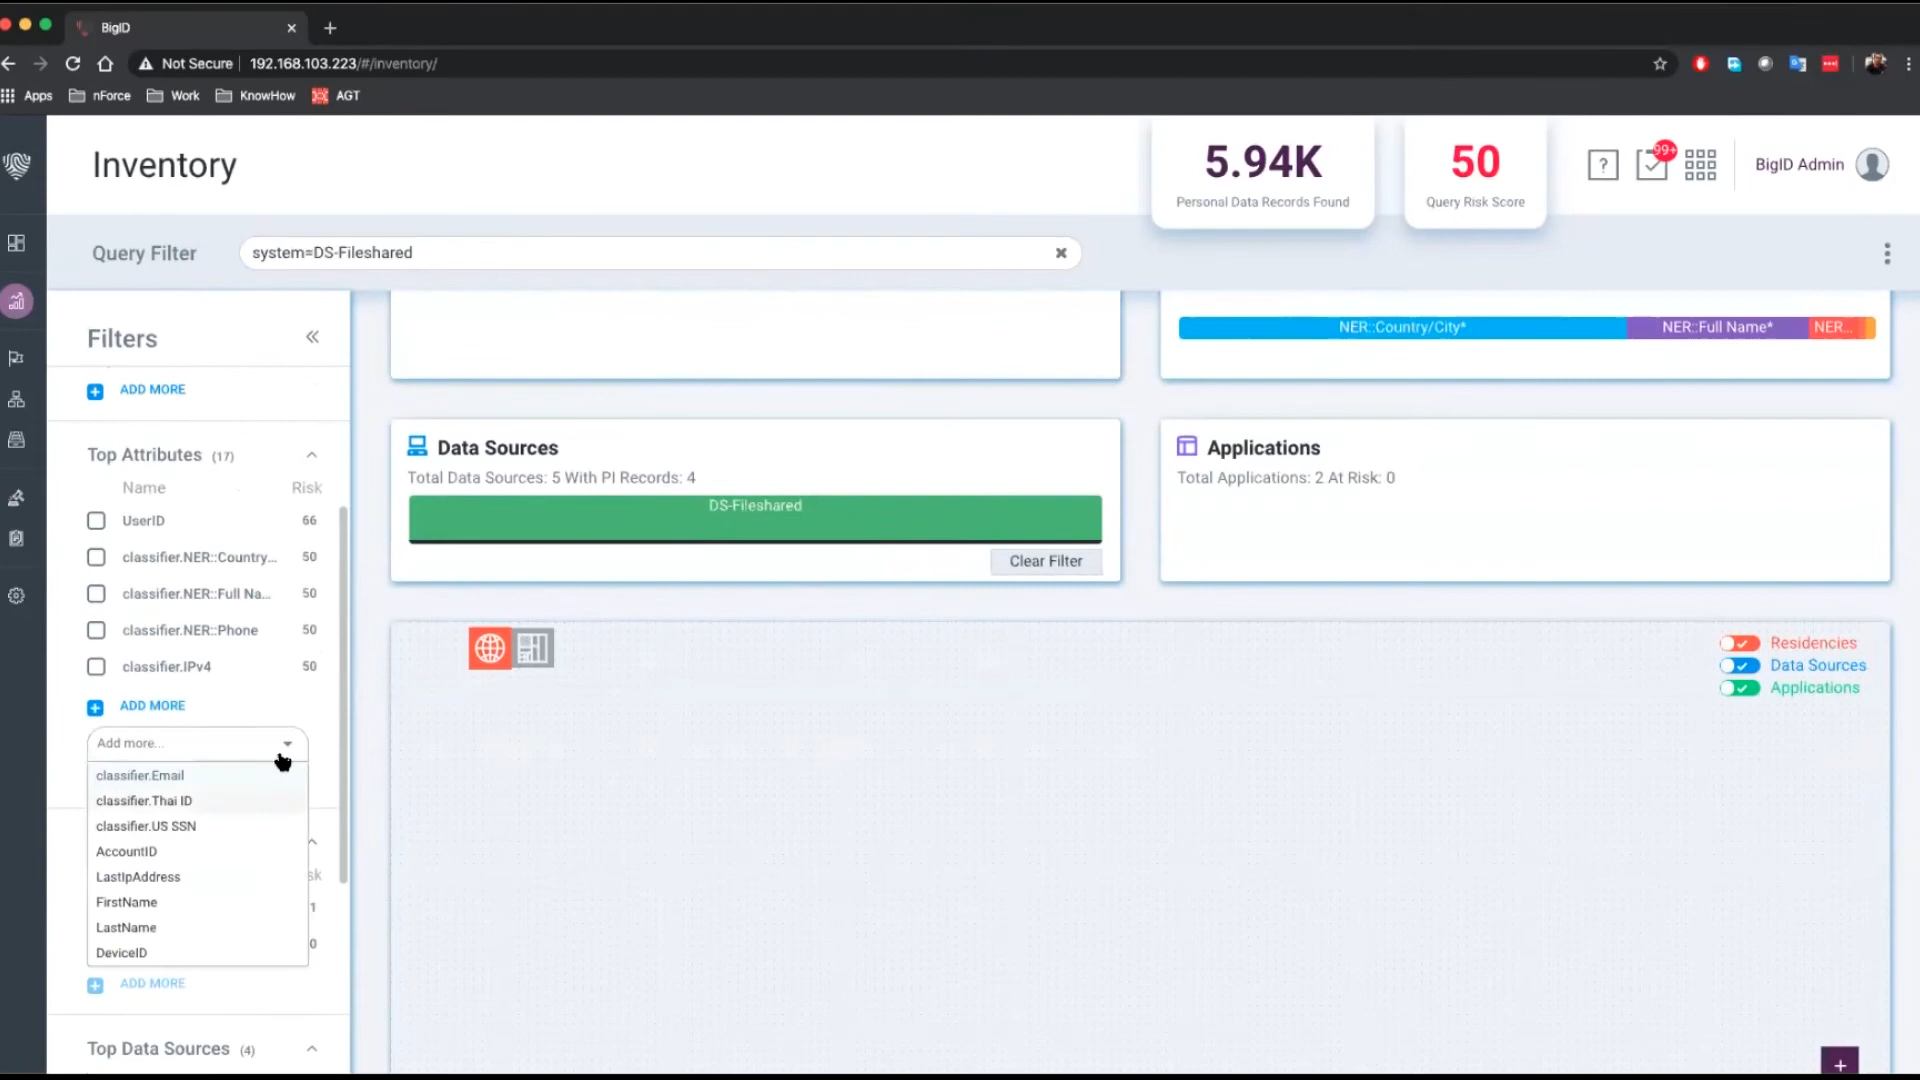 BigID
Not Secure
192.168.103.223/#/inventory/
Apps
nForce
Work
KnowHow
AGT
Inventory
5.94K
Personal Data Records Found
50
Query Risk Score
?
99+
BigID Admin
Query Filter
system=DS-Fileshared
Filters
ADD MORE
Top Attributes (17)
Name Risk
UserID 66
classifier.NER::Country... 50
classifier.NER::Full Na... 50
classifier.NER::Phone 50
classifier.IPv4 50
ADD MORE
Add more...
classifier.Email
classifier.Thai ID
classifier.US SSN
AccountID
LastIpAddress
FirstName
LastName
DeviceID
sk
1
0
ADD MORE
Top Data Sources (4)
NER::Country/City*
NER::Full Name*
NER...
Data Sources
Total Data Sources: 5 With PI Records: 4
DS-Fileshared
Clear Filter
Applications
Total Applications: 2 At Risk: 0
Residencies
Data Sources
Applications
+